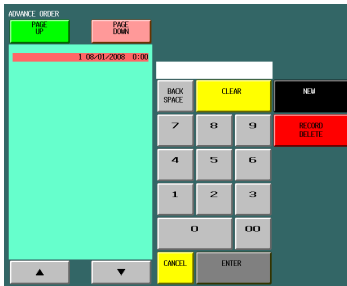 ADVANCE ORDER
PAGE
UP
PAGE
DOWN
1 08/01/2008 0:00
BACK
SPACE
CLEAR
NEW
7 8 9
RECORD
DELETE
4 5 6
1 2 3
0 00
CANCEL
ENTER